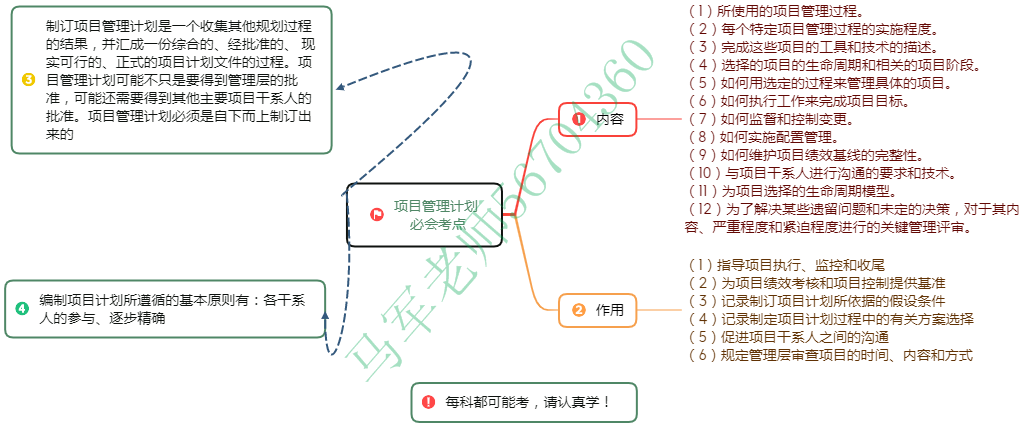 制订项目管理计划是一个收集其他规划过程
的结果，并汇成一份综合的、经批准的、 现
实可行的、正式的项目计划文件的过程。项
目管理计划可能不只是要得到管理层的批
准，可能还需要得到其他主要项目干系人的
批准。项目管理计划必须是自下而上制订出
来的
3
编制项目计划所遵循的基本原则有：各干系
人的参与、逐步精确
4
项目管理计划
必会考点
1 内容
（1）所使用的项目管理过程。
（2）每个特定项目管理过程的实施程度。
（3）完成这些项目的工具和技术的描述。
（4）选择的项目的生命周期和相关的项目阶段。
（5）如何用选定的过程来管理具体的项目。
（6）如何执行工作来完成项目目标。
（7）如何监督和控制变更。
（8）如何实施配置管理。
（9）如何维护项目绩效基线的完整性。
（10）与项目干系人进行沟通的要求和技术。
（11）为项目选择的生命周期模型。
（12）为了解决某些遗留问题和未定的决策，对于其内
容、严重程度和紧迫程度进行的关键管理评审。
2 作用
（1）指导项目执行、监控和收尾
（2）为项目绩效考核和项目控制提供基准
（3）记录制订项目计划所依据的假设条件
（4）记录制定项目计划过程中的有关方案选择
（5）促进项目干系人之间的沟通
（6）规定管理层审查项目的时间、内容和方式
! 每科都可能考，请认真学！
马军老师56704360